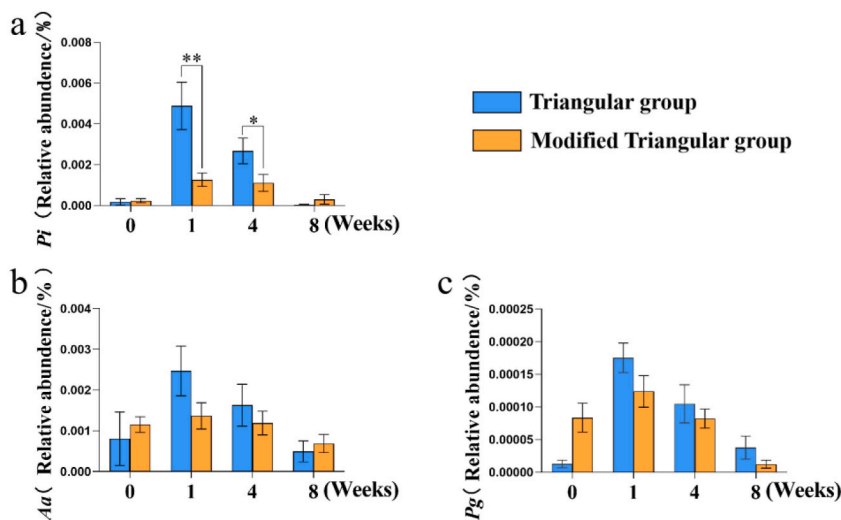 a
Pi（Relative abundence/%）
0.008
0.006
0.004
0.002
0.000
**
*
0 1 4 8 (Weeks)
Triangular group
Modified Triangular group
b
Aa（ Relative abundence/%）
0.004
0.003
0.002
0.001
0.000
0 1 4 8 (Weeks)
c
Pg（Relative abundence/%）
0.00025
0.00020
0.00015
0.00010
0.00005
0.00000
0 1 4 8 (Weeks)